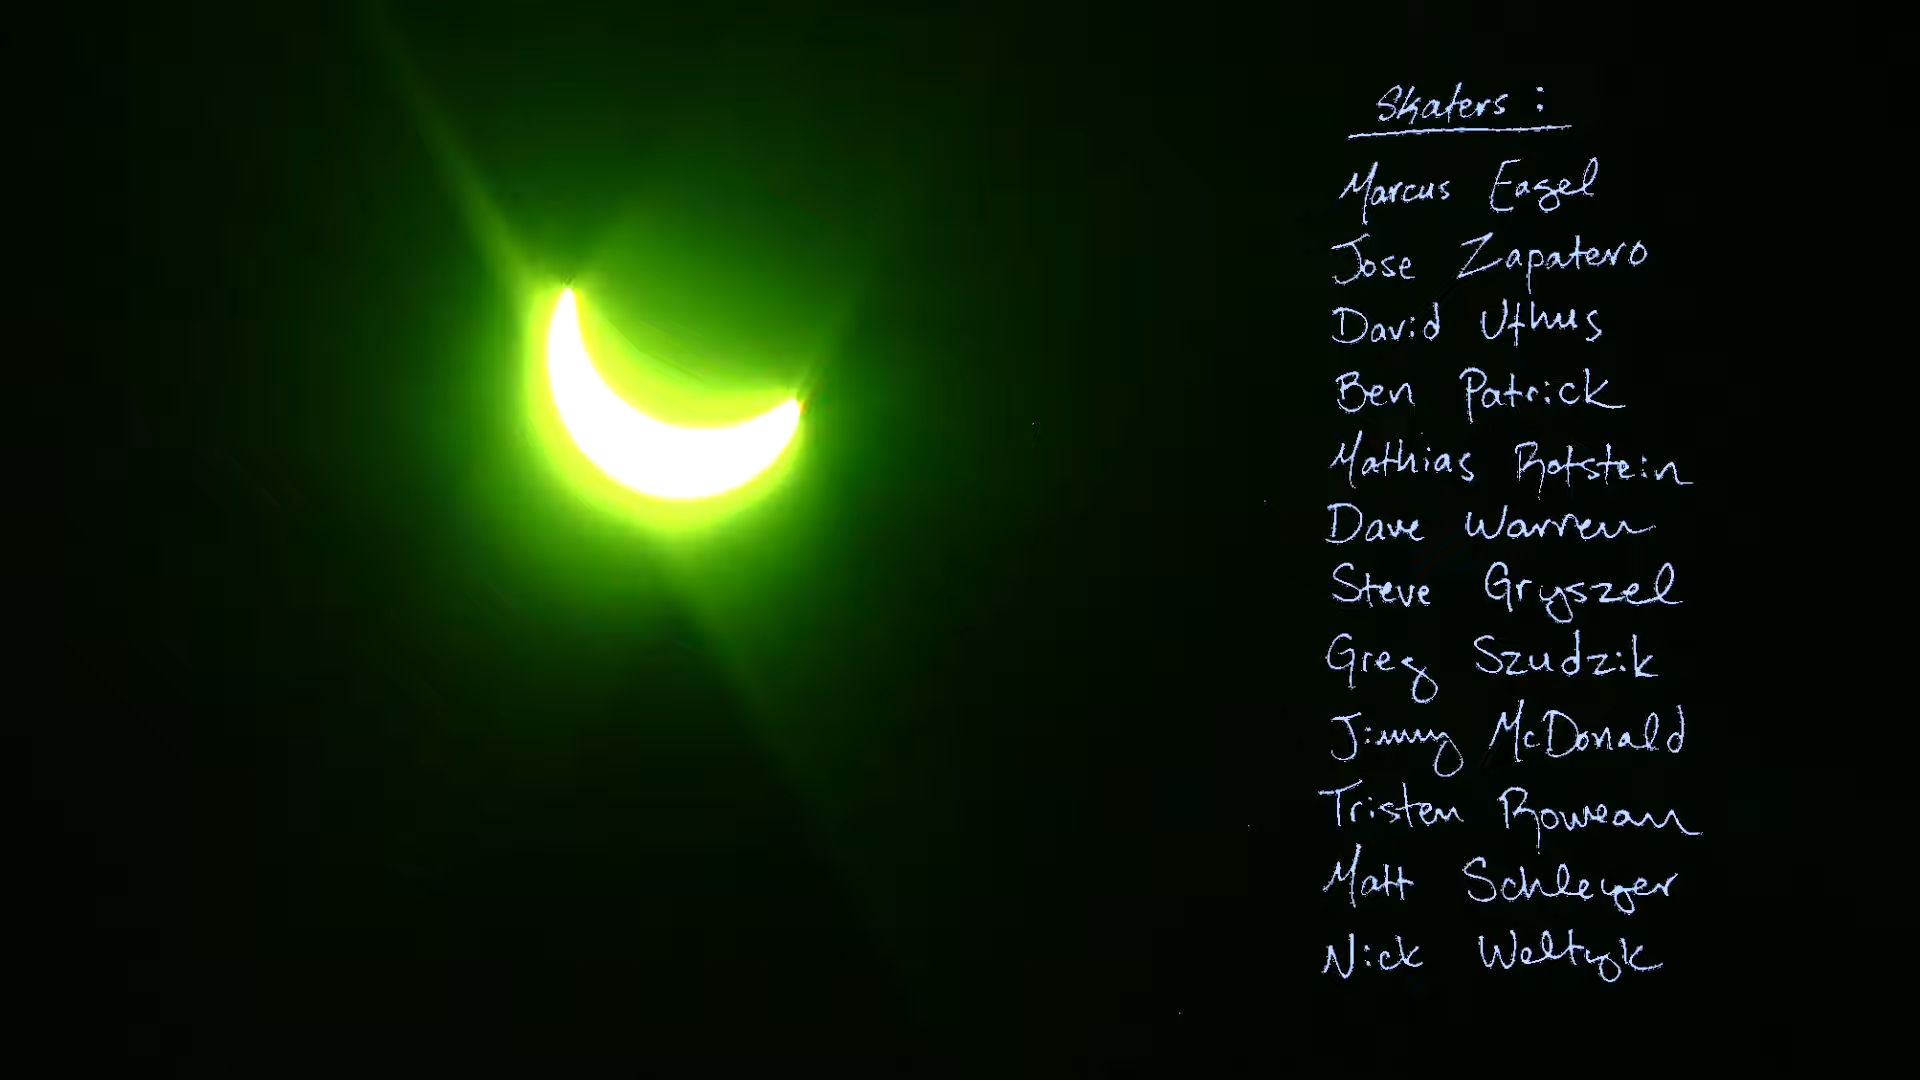 Skaters :
Marcus Eagel
Jose Zapatero
David Uthus
Ben Patrick
Mathias Rotstein
Dave Warren
Steve Gryszel
Greg Szudzik
Jimmy McDonald
Tristen Rowean
Matt Schleyer
Nick Weltyk